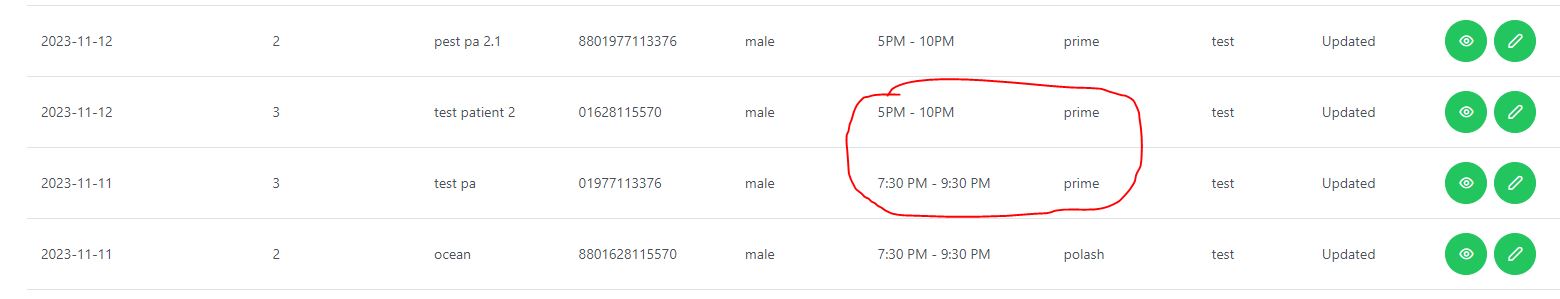 2023-11-12 2 pest pa 2.1 8801977113376 male 5PM - 10PM prime test Updated
2023-11-12 3 test patient 2 01628115570 male 5PM - 10PM prime test Updated
2023-11-11 3 test pa 01977113376 male 7:30 PM - 9:30 PM prime test Updated
2023-11-11 2 ocean 8801628115570 male 7:30 PM - 9:30 PM polash test Updated